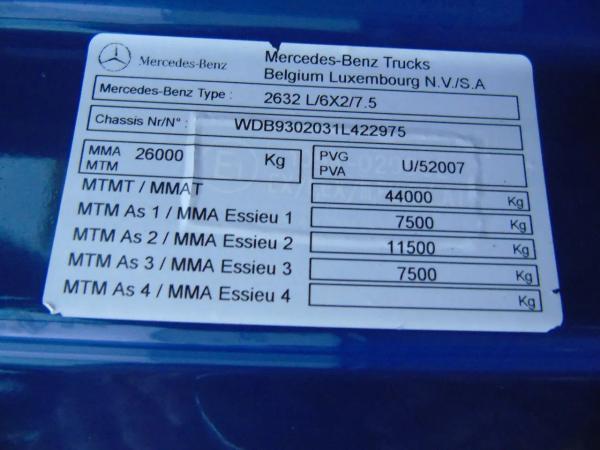 Mercedes-Benz
Mercedes-Benz Trucks
Belgium Luxembourg N.V./S.A
Mercedes-Benz Type : 2632 L/6X2/7.5
Chassis Nr/N° : WDB9302031L422975
MMA MTM 26000 Kg
PVG PVA U/52007
MTMT / MMAT 44000 Kg
MTM As 1 / MMA Essieu 1 7500 Kg
MTM As 2 / MMA Essieu 2 11500 Kg
MTM As 3 / MMA Essieu 3 7500 Kg
MTM As 4 / MMA Essieu 4 Kg